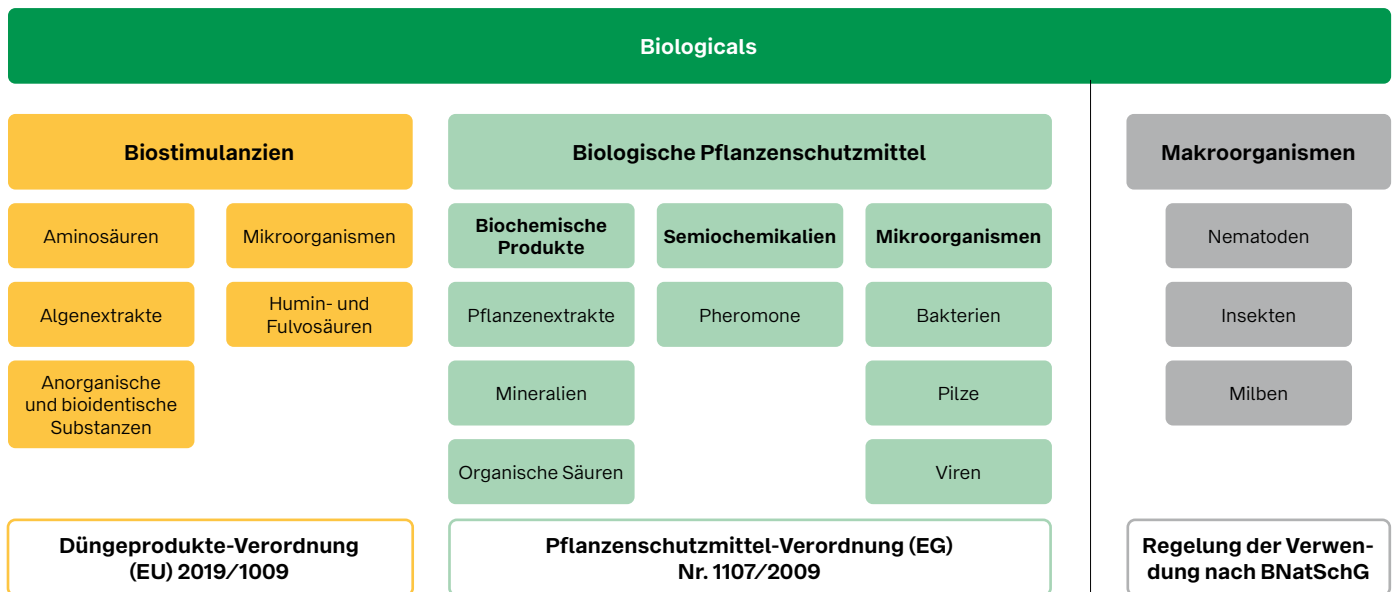 Biologicals
Biostimulanzien
Aminosäuren
Mikroorganismen
Algenextrakte
Humin- und
Fulvosäuren
Anorganische
und bioidentische
Substanzen
Düngeprodukte-Verordnung
(EU) 2019/1009
Biologische Pflanzenschutzmittel
Biochemische
Produkte
Pflanzenextrakte
Mineralien
Organische Säuren
Semiochemikalien
Pheromone
Mikroorganismen
Bakterien
Pilze
Viren
Pflanzenschutzmittel-Verordnung (EG)
Nr. 1107/2009
Makroorganismen
Nematoden
Insekten
Milben
Regelung der Verwen-
dung nach BNatSchG